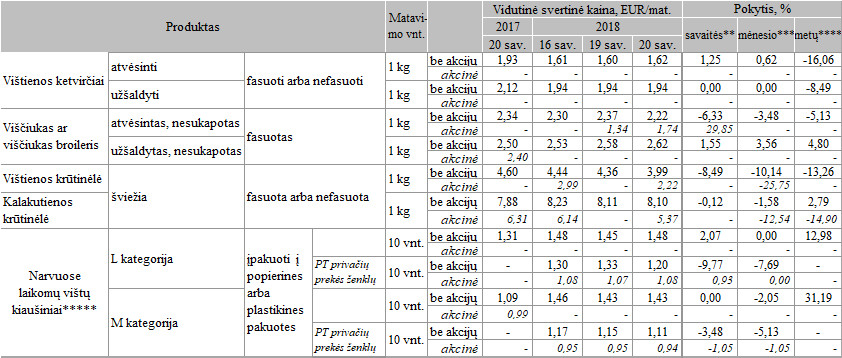 Produktas Matavi- Vidutinė svertinė kaina, EUR/mat. Pokytis, %
mo vnt. 2017 2018 savaitės** mėnesio*** metų****
20 sav. 16 sav. 19 sav. 20 sav.
Vištienos ketvirčiai atvėsinti fasuoti arba nefasuoti 1 kg be akcijų 1,93 1,61 1,60 1,62 1,25 0,62 -16,06
akcinė - - - - - - -
užšaldyti 1 kg be akcijų 2,12 1,94 1,94 1,94 0,00 0,00 -8,49
akcinė - - - - - - -
Viščiukas ar viščiukas broileris atvėsintas, nesukapotas fasuotas 1 kg be akcijų 2,34 2,30 2,37 2,22 -6,33 -3,48 -5,13
akcinė - - 1,34 1,74 29,85 - -
užšaldytas, nesukapotas 1 kg be akcijų 2,50 2,53 2,58 2,62 1,55 3,56 4,80
akcinė 2,40 - - - - - -
Vištienos krūtinėlė šviežia fasuota arba nefasuota 1 kg be akcijų 4,60 4,44 4,36 3,99 -8,49 -10,14 -13,26
akcinė - 2,99 - 2,22 - -25,75 -
Kalakutienos krūtinėlė 1 kg be akcijų 7,88 8,23 8,11 8,10 -0,12 -1,58 2,79
akcinė 6,31 6,14 - 5,37 - -12,54 -14,90
Narvuose laikomų vištų kiaušiniai***** L kategorija įpakuoti į popierines arba plastikines pakuotes 10 vnt. be akcijų 1,31 1,48 1,45 1,48 2,07 0,00 12,98
akcinė - - - - - - -
PT privačių prekės ženklų 10 vnt. be akcijų - 1,30 1,33 1,20 -9,77 -7,69 -
akcinė - 1,08 1,07 1,08 0,93 0,00 -
M kategorija 10 vnt. be akcijų 1,09 1,46 1,43 1,43 0,00 -2,05 31,19
akcinė 0,99 - - - - - -
PT privačių prekės ženklų 10 vnt. be akcijų - 1,17 1,15 1,11 -3,48 -5,13 -
akcinė - 0,95 0,95 0,94 -1,05 -1,05 -